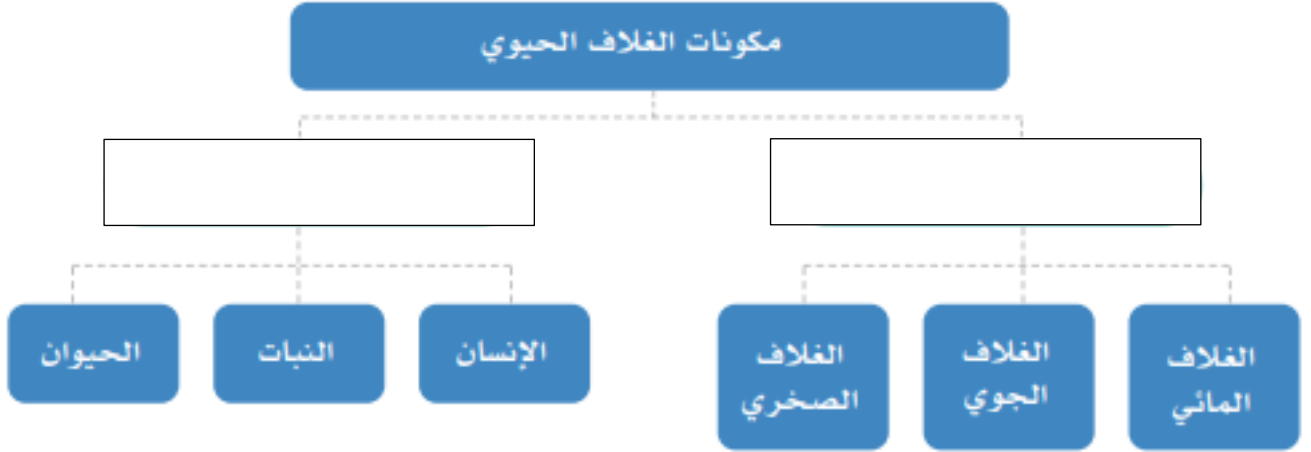 مكونات الغلاف الحيوي
الغلاف
المائي
الغلاف
الجوي
الغلاف
الصخري
الإنسان
النبات
الحيوان